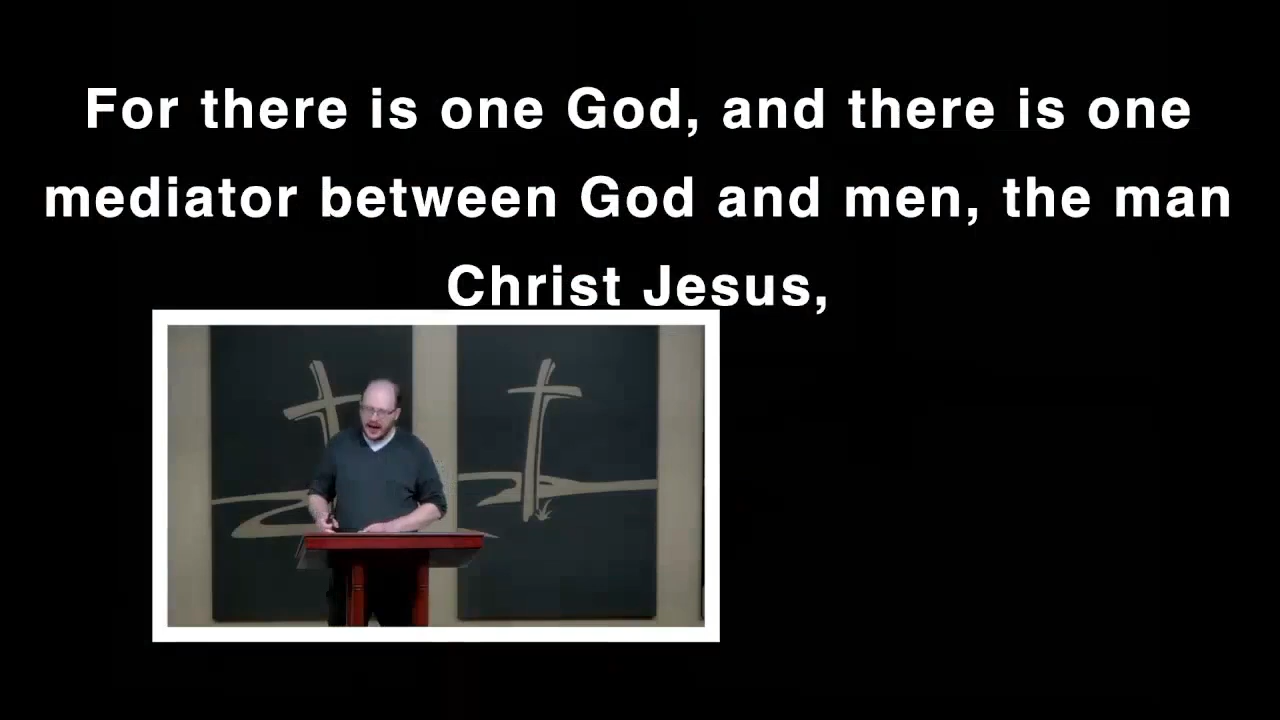 For there is one God, and there is one
mediator between God and men, the man
Christ Jesus,